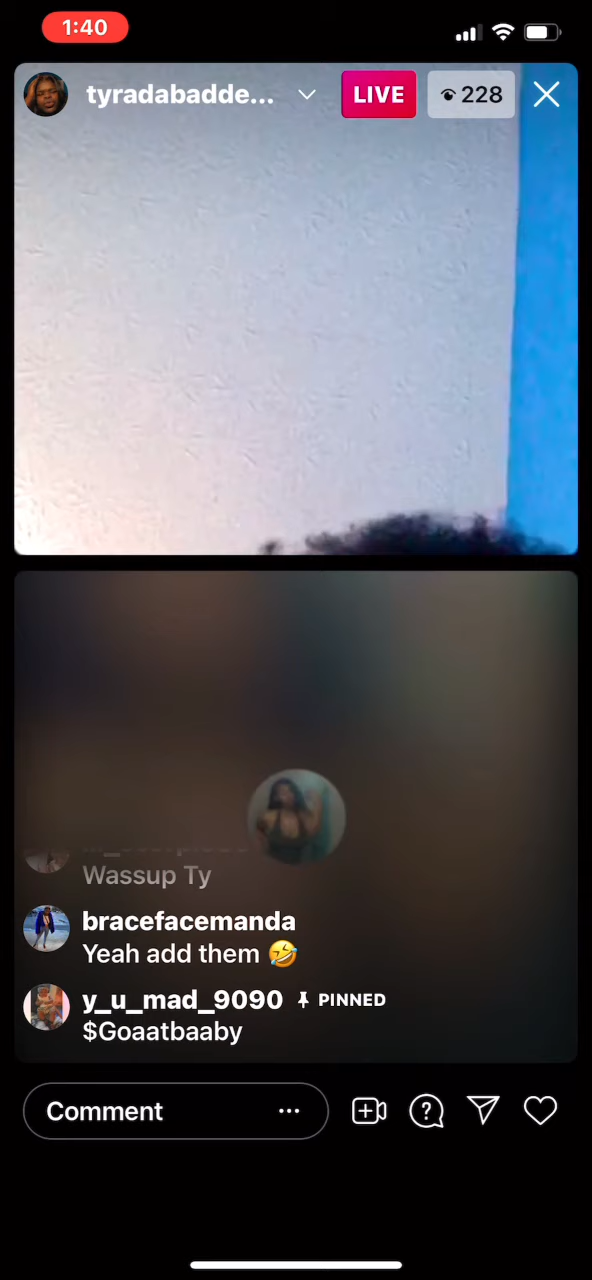 1:40
tyradabadde... LIVE 228
Wassup Ty
bracefacemanda
Yeah add them 🤣
y_u_mad_9090 PINNED
$Goaatbaaby
Comment